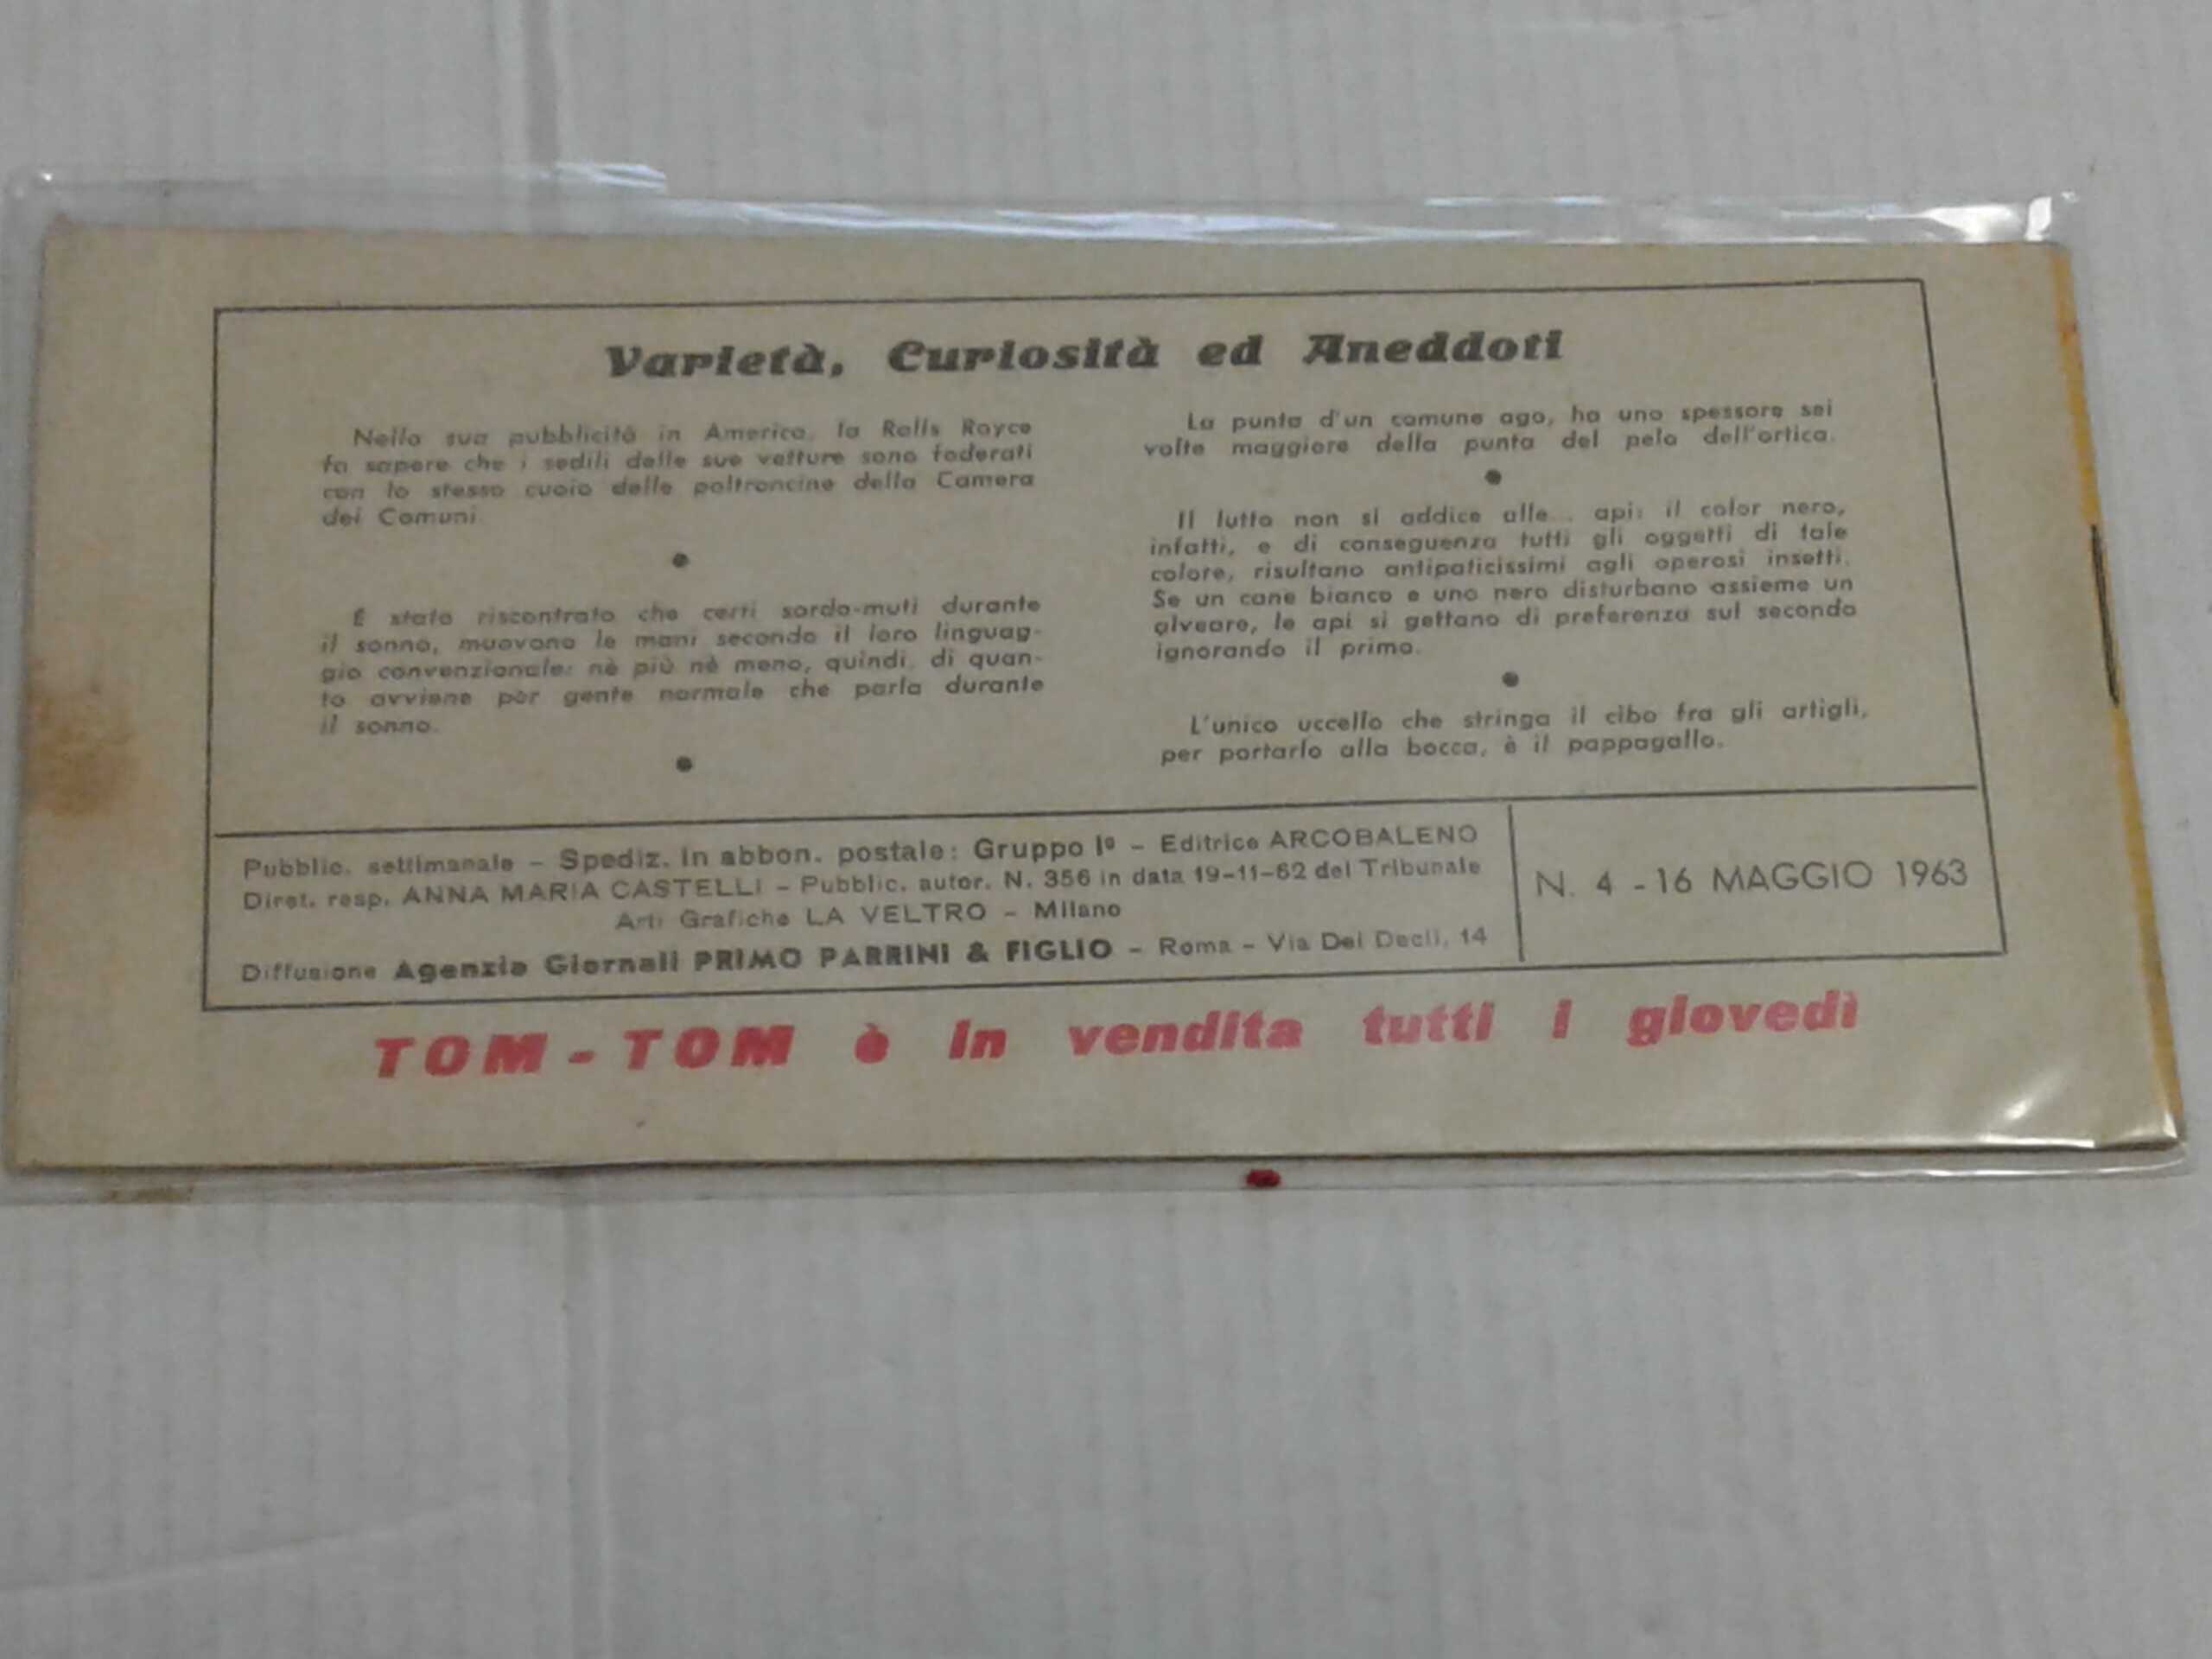 Varietà, Curiosità ed Aneddoti
Nella sua pubblicità in America, la Rolls Royce
fa sapere che i sedili delle sue vetture sono foderati
con lo stesso cuoio delle poltroncine della Camera
dei Comuni.
È stato riscontrato che certi sordo-muti durante
il sonno, muovono le mani secondo il loro linguag-
gio convenzionale: nè più nè meno, quindi, di quan-
to avviene per gente normale che parla durante
il sonno.
La punta d'un comune ago, ha uno spessore sei
volte maggiore della punta del pelo dell'ortica.
Il lutto non si addice alle... api: il color nero,
infatti, e di conseguenza tutti gli oggetti di tale
colore, risultano antipaticissimi agli operosi insetti.
Se un cane bianco e uno nero disturbano assieme un
alveare, le api si gettano di preferenza sul secondo
ignorando il primo.
L'unico uccello che stringa il cibo fra gli artigli,
per portarlo alla bocca, è il pappagallo.
Pubblic. settimanale - Spediz. in abbon. postale: Gruppo Iº - Editrice ARCOBALENO
Diret. resp. ANNA MARIA CASTELLI - Pubblic. autor. N. 356 in data 19-11-62 del Tribunale
Arti Grafiche LA VELTRO - Milano
Diffusione Agenzia Giornali PRIMO PARRINI & FIGLIO - Roma - Via Dei Decii, 14
N. 4 - 16 MAGGIO 1963
TOM-TOM è in vendita tutti i giovedì